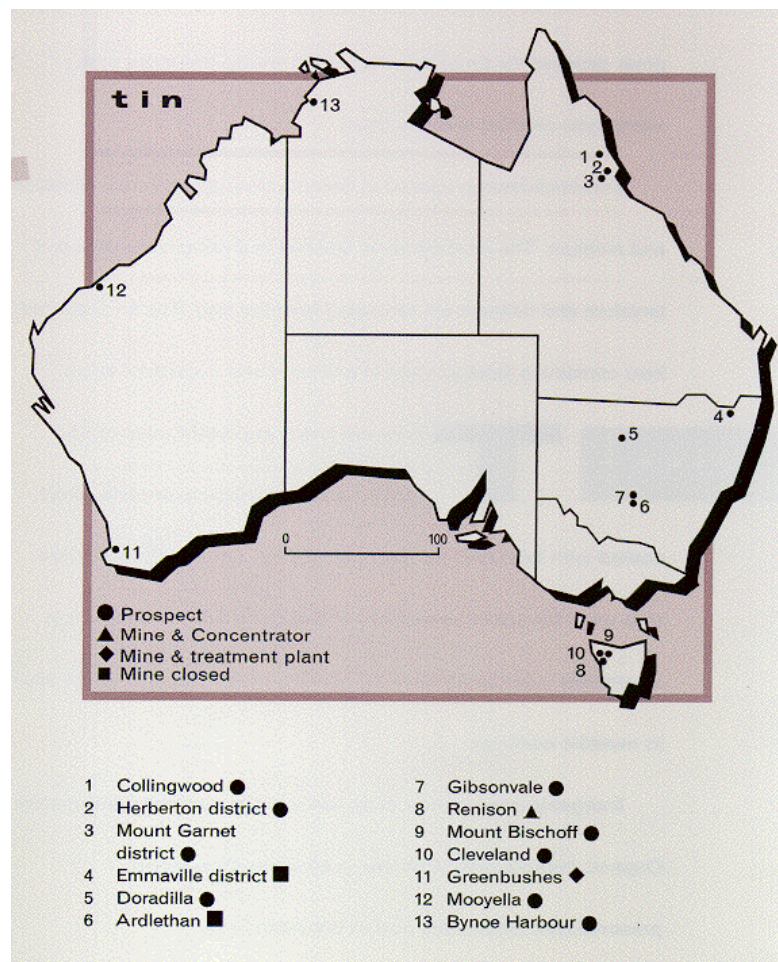 tin
13
1
2
3
12
4
5
7
6
0
100
11
Prospect
Mine & Concentrator
Mine & treatment plant
Mine closed
9
10
8
1 Collingwood
2 Herberton district
3 Mount Garnet
district
4 Emmaville district
5 Doradilla
6 Ardlethan
7 Gibsonvale
8 Renison
9 Mount Bischoff
10 Cleveland
11 Greenbushes
12 Mooyella
13 Bynoe Harbour